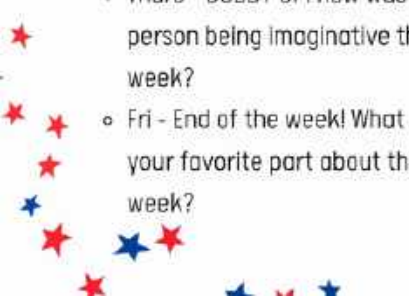 person being imaginative th
week?
Fri - End of the week! What
your favorite part about th
week?